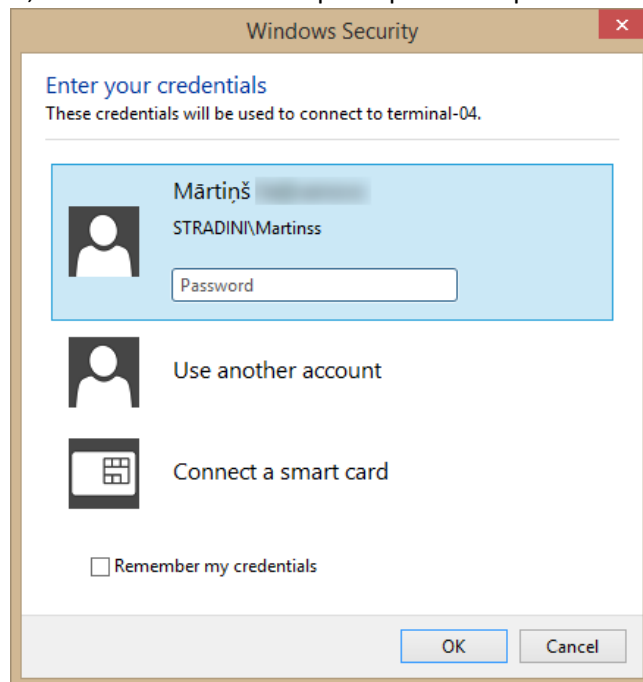 Windows Security
Enter your credentials
These credentials will be used to connect to terminal-04.
Mārtiņš
STRADINI\Martinss
Password
Use another account
Connect a smart card
Remember my credentials
OK
Cancel